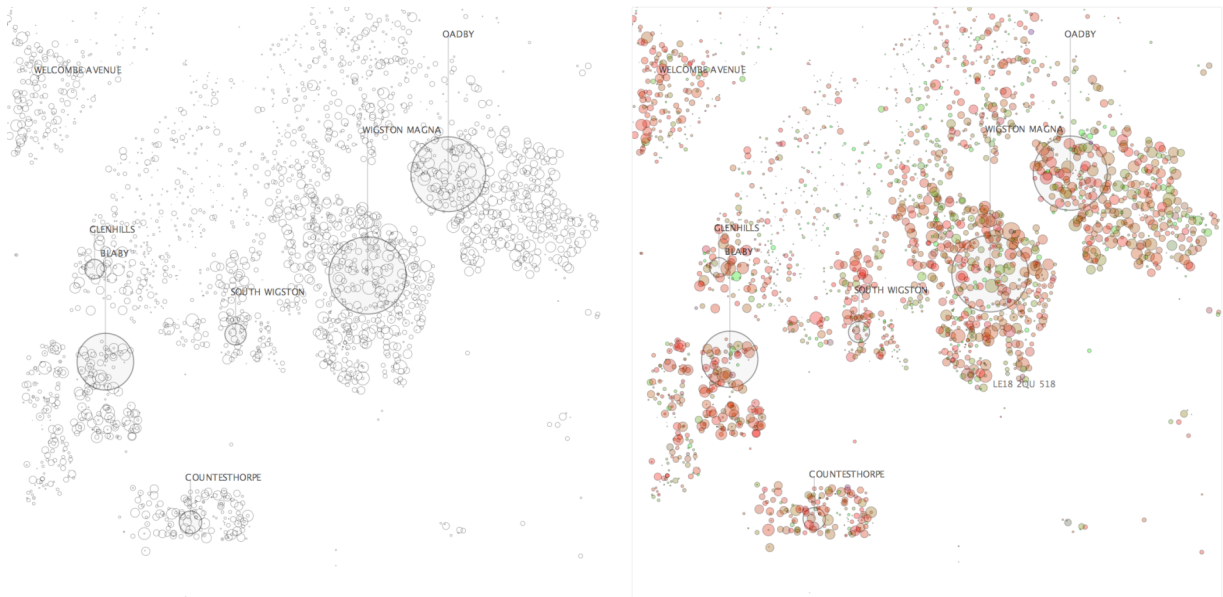 OADBY
WELCOMBE AVENUE
WIGSTON MAGNA
GLENHILLS
BLABY
SOUTH WIGSTON
COUNTESTHORPE
OADBY
WELCOMBE AVENUE
WIGSTON MAGNA
GLENHILLS
BLABY
SOUTH WIGSTON
LE18 2QU 518
COUNTESTHORPE